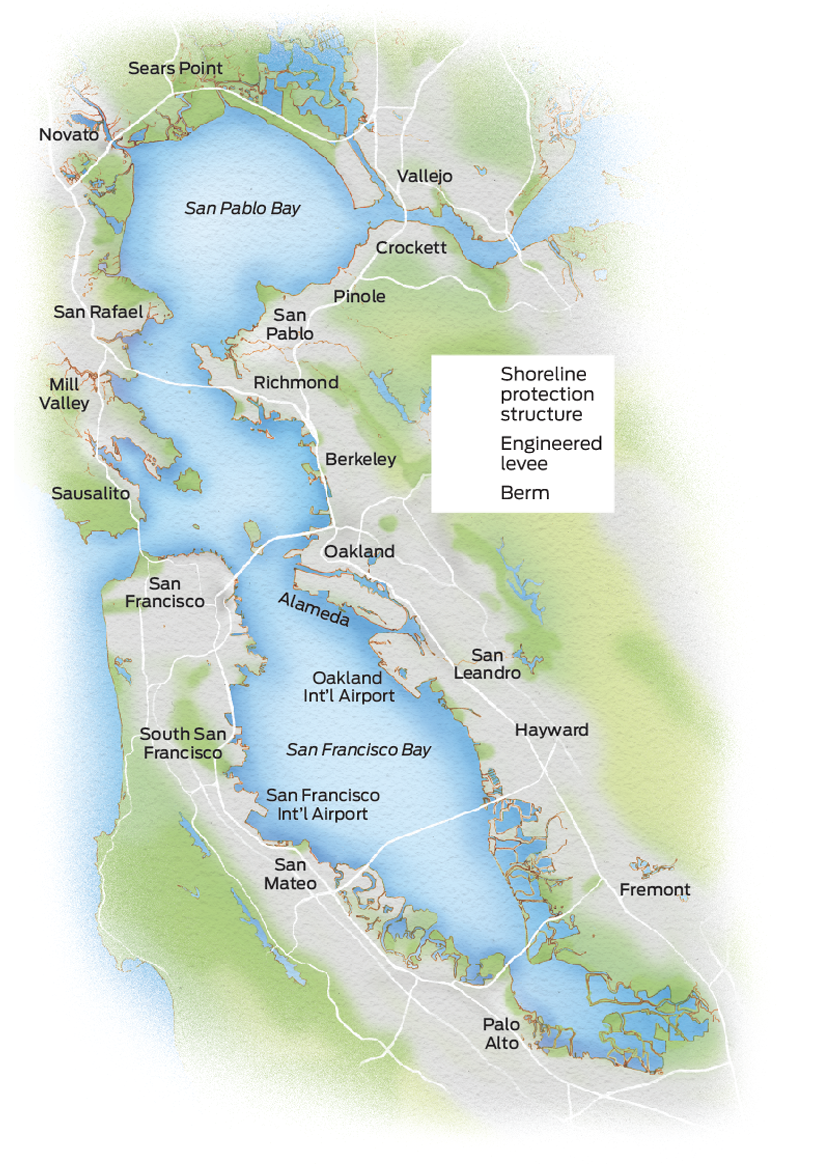 Sears Point
Novato
Vallejo
San Pablo Bay
Crockett
Pinole
San Rafael
San
Pablo
Mill
Valley
Richmond
Shoreline
protection
structure
Engineered
levee
Berm
Berkeley
Sausalito
Oakland
San
Francisco
Alameda
San
Leandro
Oakland
Int'l Airport
South San
Francisco
Hayward
San Francisco Bay
San Francisco
Int'l Airport
San
Mateo
Fremont
Palo
Alto